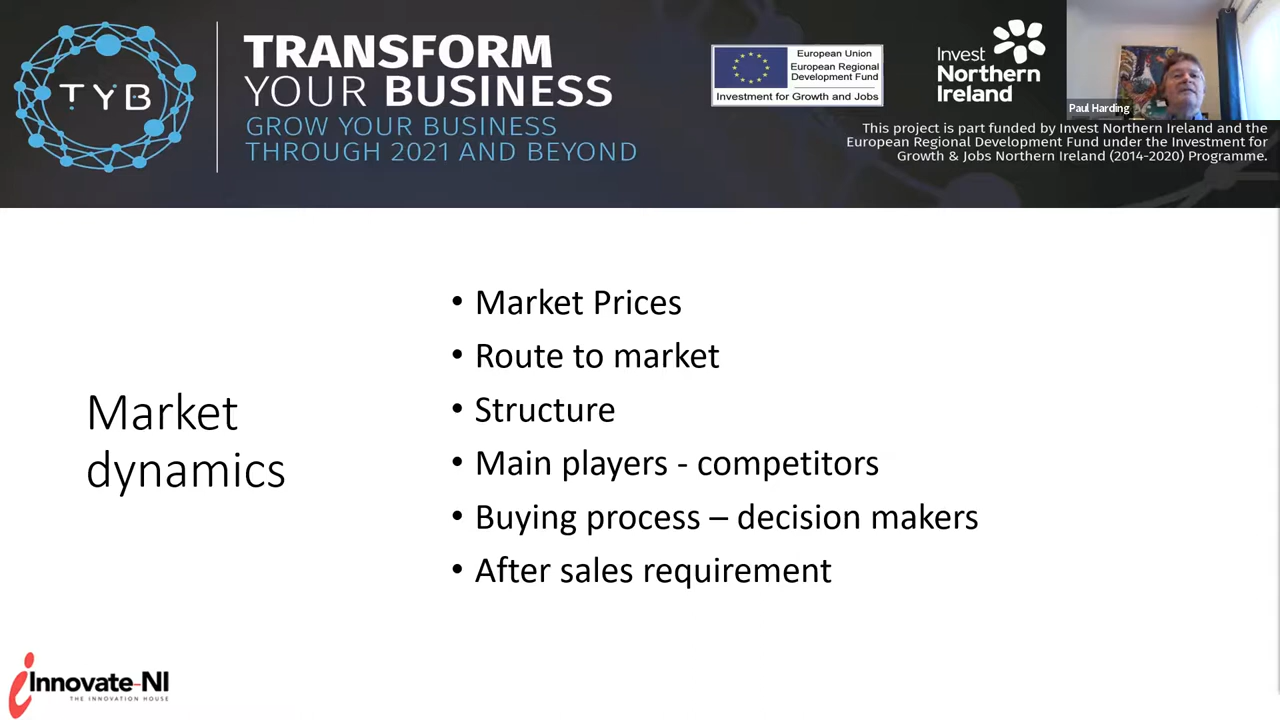 TYB
TRANSFORM
YOUR BUSINESS
GROW YOUR BUSINESS
THROUGH 2021 AND BEYOND
European Union
European Regional
Development Fund
Investment for Growth and Jobs
Invest
Northern
Ireland
Paul Harding
This project is part funded by Invest Northern Ireland and the
European Regional Development Fund under the Investment for
Growth & Jobs Northern Ireland (2014-2020) Programme.
Market
dynamics
• Market Prices
• Route to market
• Structure
• Main players - competitors
• Buying process – decision makers
• After sales requirement
innovate-NI
THE INNOVATION HOUSE